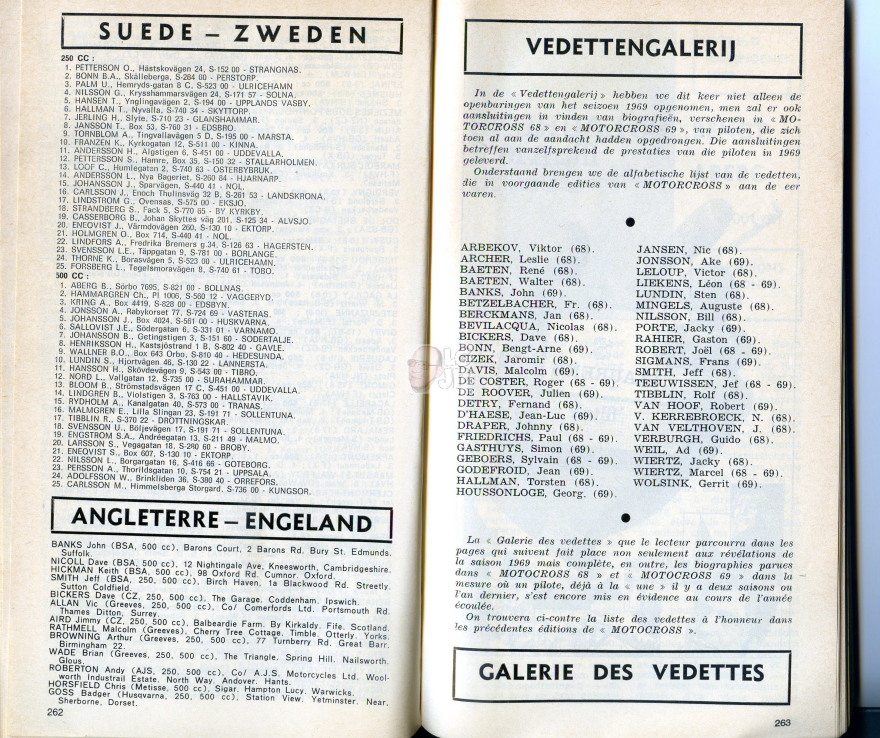 SUEDE – ZWEDEN
250 CC :
1. PETTERSON O., Hästskovägen 24, S-152 00 - STRANGNAS.
2. BONN B.A., Skälleberga, S-284 00 - PERSTORP.
3. PALM U., Hemryds-gatan 8 C, S-523 00 - ULRICEHAMN
4. NILSSON G., Krysshammarsvägen 24, S-171 57 - SOLNA.
5. HANSEN T., Ynglingavägen 2, S-194 00 - UPPLANDS VASBY.
6. HALLMAN T., Nyvalla, S-740 34 - SKYTTORP.
7. JERLING H., Slyte, S-710 23 - GLANSHAMMAR.
8. JANSSON T., Box 53, S-760 31 - EDSBRO.
9. TORNBLOM A., Tingvallavägen 5 D, S-195 00 - MARSTA.
10. FRANZEN K., Kyrkogatan 12, S-511 00 - KINNA.
11. ANDERSSON H., Algstigen 6, S-451 00 - UDDEVALLA.
12. PETTERSSON S., Hamre, Box 35, S-150 32 - STALLARHOLMEN.
13. LOOF C., Humlegatan 2, S-740 63 - OSTERBYBRUK.
14. ANDERSSON L., Nya Bageriet, S-260 84 - HJARNARP.
15. JOHANSSON J., Sparvägen, S-440 41 - NOL.
16. CARLSSON J., Enoch Thulinsväg 32 B, S-261 53 - LANDSKRONA.
17. LINDSTROM G., Ovensas, S-575 00 - EKSJO.
18. STRANDBERG S., Fack 5, S-770 65 - BY KYRKBY.
19. CASSERBORG B., Johan Skyttes väg 201, S-125 34 - ALVSJO.
20. ENEQVIST J., Värmdovägen 260, S-130 10 - EKTORP.
21. HOLMGREN O., Box 714, S-440 41 - NOL.
22. LINDFORS A., Fredrika Bremers g.34, S-126 63 - HAGERSTEN.
23. SVENSSON L.E., Täppgatan 9, S-781 00 - BORLANGE.
24. THORNE K., Borasvägen 5, S-523 00 - ULRICEHAMN.
25. FORSBERG L., Tegelsmoravägen 8, S-740 61 - TOBO.
500 CC :
1. ABERG B., Sörbo 7695, S-821 00 - BOLLNAS.
2. HAMMARGREN Ch., Pl 1006, S-560 12 - VAGGERYD.
3. KRING A., Box 4419, S-828 00 - EDSBYN.
4. JONSSON A., Rabykorset 77, S-724 69 - VASTERAS.
5. JOHANSSON J., Box 4024, S-561 00 - HUSKVARNA.
6. SALLQVIST J.E., Södergatan 6, S-331 01 - VARNAMO.
7. JOHANSSON B., Gotingstigen 3, S-151 60 - SODERTALJE.
8. HENRIKSSON H., Kastsjöstrand 1 B, S-802 40 - GAVLE.
9. WALLNER B.O., Box 643 Orbo, S-810 40 - HEDESUNDA.
10. LUNDIN S., Hjortvägen 46, S-130 22 - LANNERSTA.
11. HANSSON H., Skövdevägen 9, S-543 00 - TIBRO.
12. NORD L., Vallgatan 12, S-735 00 - SURAHAMMAR.
13. BLOOM B., Strömstadsvägen 17 C, S-451 00 - UDDEVALLA.
14. LINDGREN B., Violstigen 3, S-763 00 - HALLSTAVIK.
15. RYDHOLM A., Kanalgatan 40, S-573 00 - TRANAS.
16. MALMGREN E., Lilla Slingan 23, S-191 71 - SOLLENTUNA.
17. TIBBLIN R., S-370 22 - DROTTNINGSKAR.
18. SVENSSON U., Böljevägen 17, S-191 71 - SOLLENTUNA.
19. ENGSTROM S.A., Andréegatan 13, S-211 49 - MALMO.
20. LARSSON S., Vegagatan 18, S-290 60 - BROBY.
21. ENEQVIST S., Box 607, S-130 10 - EKTORP.
22. NILSSON L., Borgargatan 16, S-416 66 - GOTEBORG.
23. PERSSON A., Thorildsgatan 10, S-754 21 - UPPSALA.
24. ADOLFSSON W., Brinkliden 36, S-380 40 - ORREFORS.
25. CARLSSON M., Himmelsberga Storgard, S-736 00 - KUNGSOR.
ANGLETERRE – ENGELAND
BANKS John (BSA, 500 cc), Barons Court, 2 Barons Rd. Bury St. Edmunds.
Suffolk.
NICOLL Dave (BSA, 500 cc), 12 Nightingale Ave, Kneesworth, Cambridgeshire.
HICKMAN Keith (BSA, 500 cc), 98 Oxford Rd. Cumnor. Oxford.
SMITH Jeff (BSA, 250, 500 cc), Birch Haven, 1a Blackwood Rd. Streetly.
Sutton Coldfield.
BICKERS Dave (CZ, 250, 500 cc), The Garage. Coddenham. Ipswich.
ALLAN Vic (Greeves, 250, 500 cc), Co/ Comerfords Ltd. Portsmouth Rd.
Thames Ditton, Surrey.
AIRD Jimmy (CZ, 250, 500 cc), Balbeardie Farm. By Kirkaldy. Fife. Scotland.
RATHMELL Malcolm (Greeves), Cherry Tree Cottage. Timble. Otterly. Yorks.
BROWNING Arthur (Greeves, 250, 500 cc), 77 Turnberry Rd. Great Barr.
Birmingham 22.
WADE Brian (Greeves, 250, 500 cc), The Triangle. Spring Hill. Nailsworth.
Glous.
ROBERTON Andy (AJS, 250, 500 cc), Co/ A.J.S. Motorcycles Ltd. Wool-
worth Industrail Estate. North Way. Andover. Hants.
HORSFIELD Chris (Metisse, 500 cc), Sigar. Hampton Lucy. Warwicks.
GOSS Badger (Husqvarna, 250, 500 cc), Station View. Yetminster. Near,
Sherborne, Dorset.
262
VEDETTENGALERIJ
In de « Vedettengalerij » hebben we dit keer niet alleen de
openbaringen van het seizoen 1969 opgenomen, men zal er ook
aansluitingen in vinden van biografieën, verschenen in « MO-
TORCROSS 68 » en « MOTORCROSS 69 », van piloten, die zich
toen al aan de aandacht hadden opgedrongen. Die aansluitingen
betreffen vanzelfsprekend de prestaties van die piloten in 1969
geleverd.
Onderstaand brengen we de alfabetische lijst van de vedetten,
die in voorgaande edities van « MOTORCROSS » aan de eer
waren.
ARBEKOV, Viktor (68).
ARCHER, Leslie (68).
BAETEN, René (68).
BAETEN, Walter (68).
BANKS, John (69).
BETZELBACHER, Fr. (68).
BERCKMANS, Jan (68).
BEVILACQUA, Nicolas (68).
BICKERS, Dave (68).
BONN, Bengt-Arne (69).
CIZEK, Jaromir (68).
DAVIS, Malcolm (69).
DE COSTER, Roger (68 - 69).
DE ROOVER, Julien (69).
DETRY, Fernand (68).
D'HAESE, Jean-Luc (69).
DRAPER, Johnny (68).
FRIEDRICHS, Paul (68 - 69).
GASTHUYS, Simon (69).
GEBOERS, Sylvain (68 - 69).
GODEFROID, Jean (69).
HALLMAN, Torsten (68).
HOUSSONLOGE, Georg. (69).
JANSEN, Nic (68).
JONSSON, Ake (69).
LELOUP, Victor (68).
LIEKENS, Léon (68 - 69).
LUNDIN, Sten (68).
MINGELS, Auguste (68).
NILSSON, Bill (68).
PORTE, Jacky (69).
RAHIER, Gaston (69).
ROBERT, Joël (68 - 69).
SIGMANS, Frans (69).
SMITH, Jeff (68).
TEEUWISSEN, Jef (68 - 69).
TIBBLIN, Rolf (68).
VAN HOOF, Robert (69).
V. KERREBROECK, N. (68).
VAN VELTHOVEN, J. (68).
VERBURGH, Guido (68).
WEIL, Ad (69).
WIERTZ, Jacky (68).
WIERTZ, Marcel (68 - 69).
WOLSINK, Gerrit (69).
La « Galerie des vedettes » que le lecteur parcourra dans les
pages qui suivent fait place non seulement aux révélations de
la saison 1969 mais complète, en outre, les biographies parues
dans « MOTOCROSS 68 » et « MOTOCROSS 69 » dans la
mesure où un pilote, déjà à la « une » il y a deux saisons ou
l'an dernier, s'est encore mis en évidence au cours de l'année
écoulée.
On trouvera ci-contre la liste des vedettes à l'honneur dans
les précédentes éditions de « MOTOCROSS ».
GALERIE DES VEDETTES
263